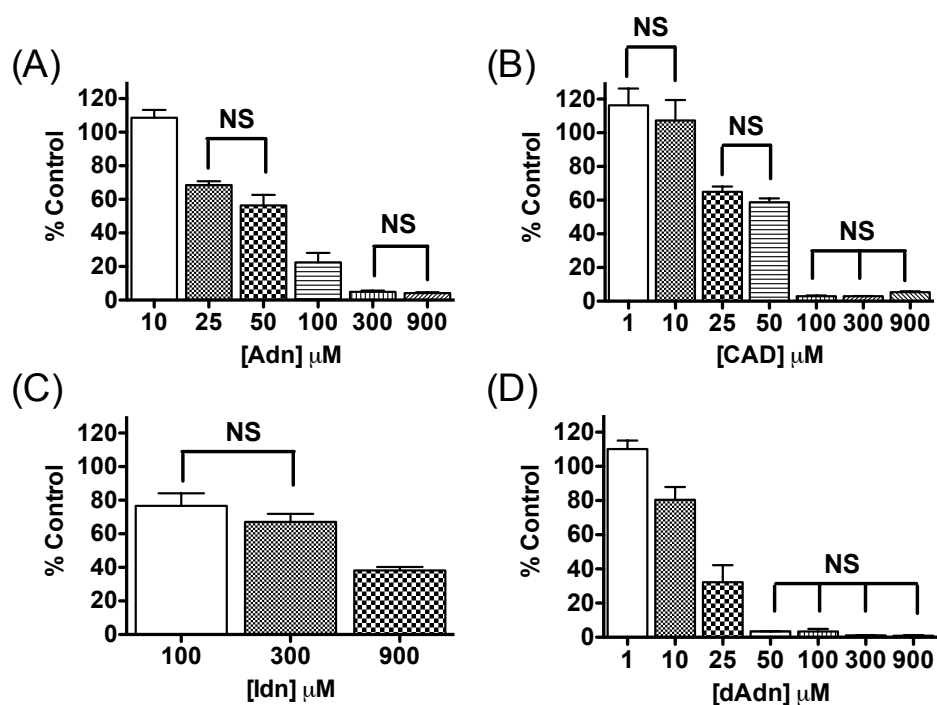 (A)
NS
NS
% Control
120
100
80
60
40
20
0
10 25 50 100 300 900
[Adn] μM
(B)
NS
NS
NS
% Control
120
100
80
60
40
20
0
1 10 25 50 100 300 900
[CAD] μM
(C)
NS
% Control
120
100
80
60
40
20
0
100 300 900
[Idn] μM
(D)
NS
% Control
120
100
80
60
40
20
0
1 10 25 50 100 300 900
[dAdn] μM